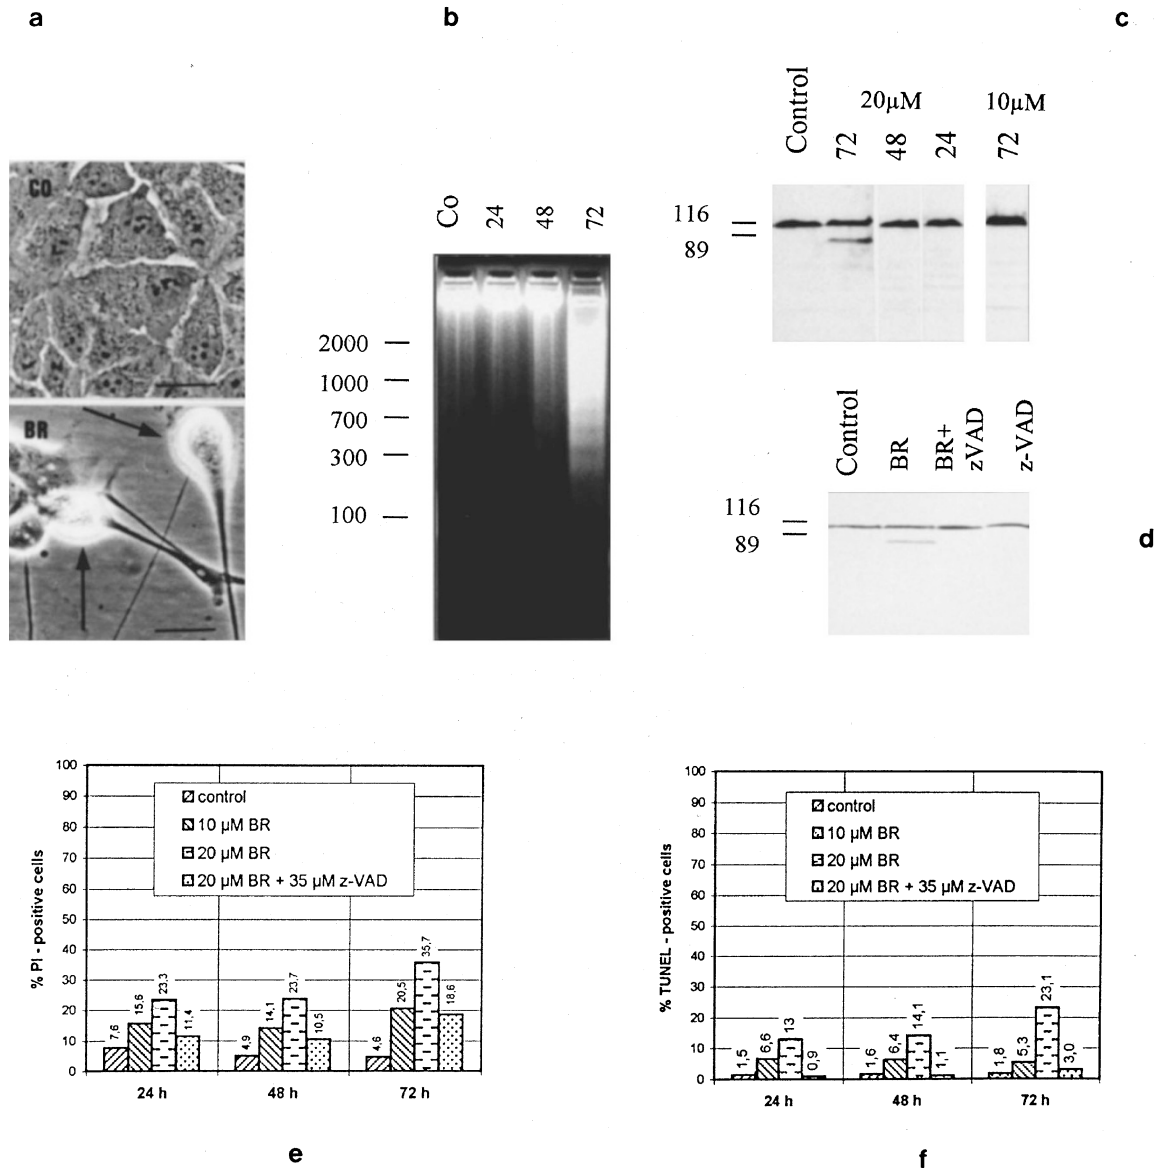 a
b
c
CO
BR
Co
24
48
72
2000
1000
700
300
100
Control
20µM
10µM
72
48
24
72
116
89
Control
BR
BR+
zVAD
z-VAD
116
89
d
100
90
80
70
60
50
40
30
20
10
0
% PI - positive cells
control
10 µM BR
20 µM BR
20 µM BR + 35 µM z-VAD
7,6
15,6
23,3
11,4
4,9
14,1
23,7
10,5
4,6
20,5
35,7
18,6
24 h
48 h
72 h
e
100
90
80
70
60
50
40
30
20
10
0
% TUNEL - positive cells
control
10 µM BR
20 µM BR
20 µM BR + 35 µM z-VAD
1,5
6,6
13
0,9
1,6
6,4
14,1
1,1
1,8
5,3
23,1
3,0
24 h
48 h
72 h
f